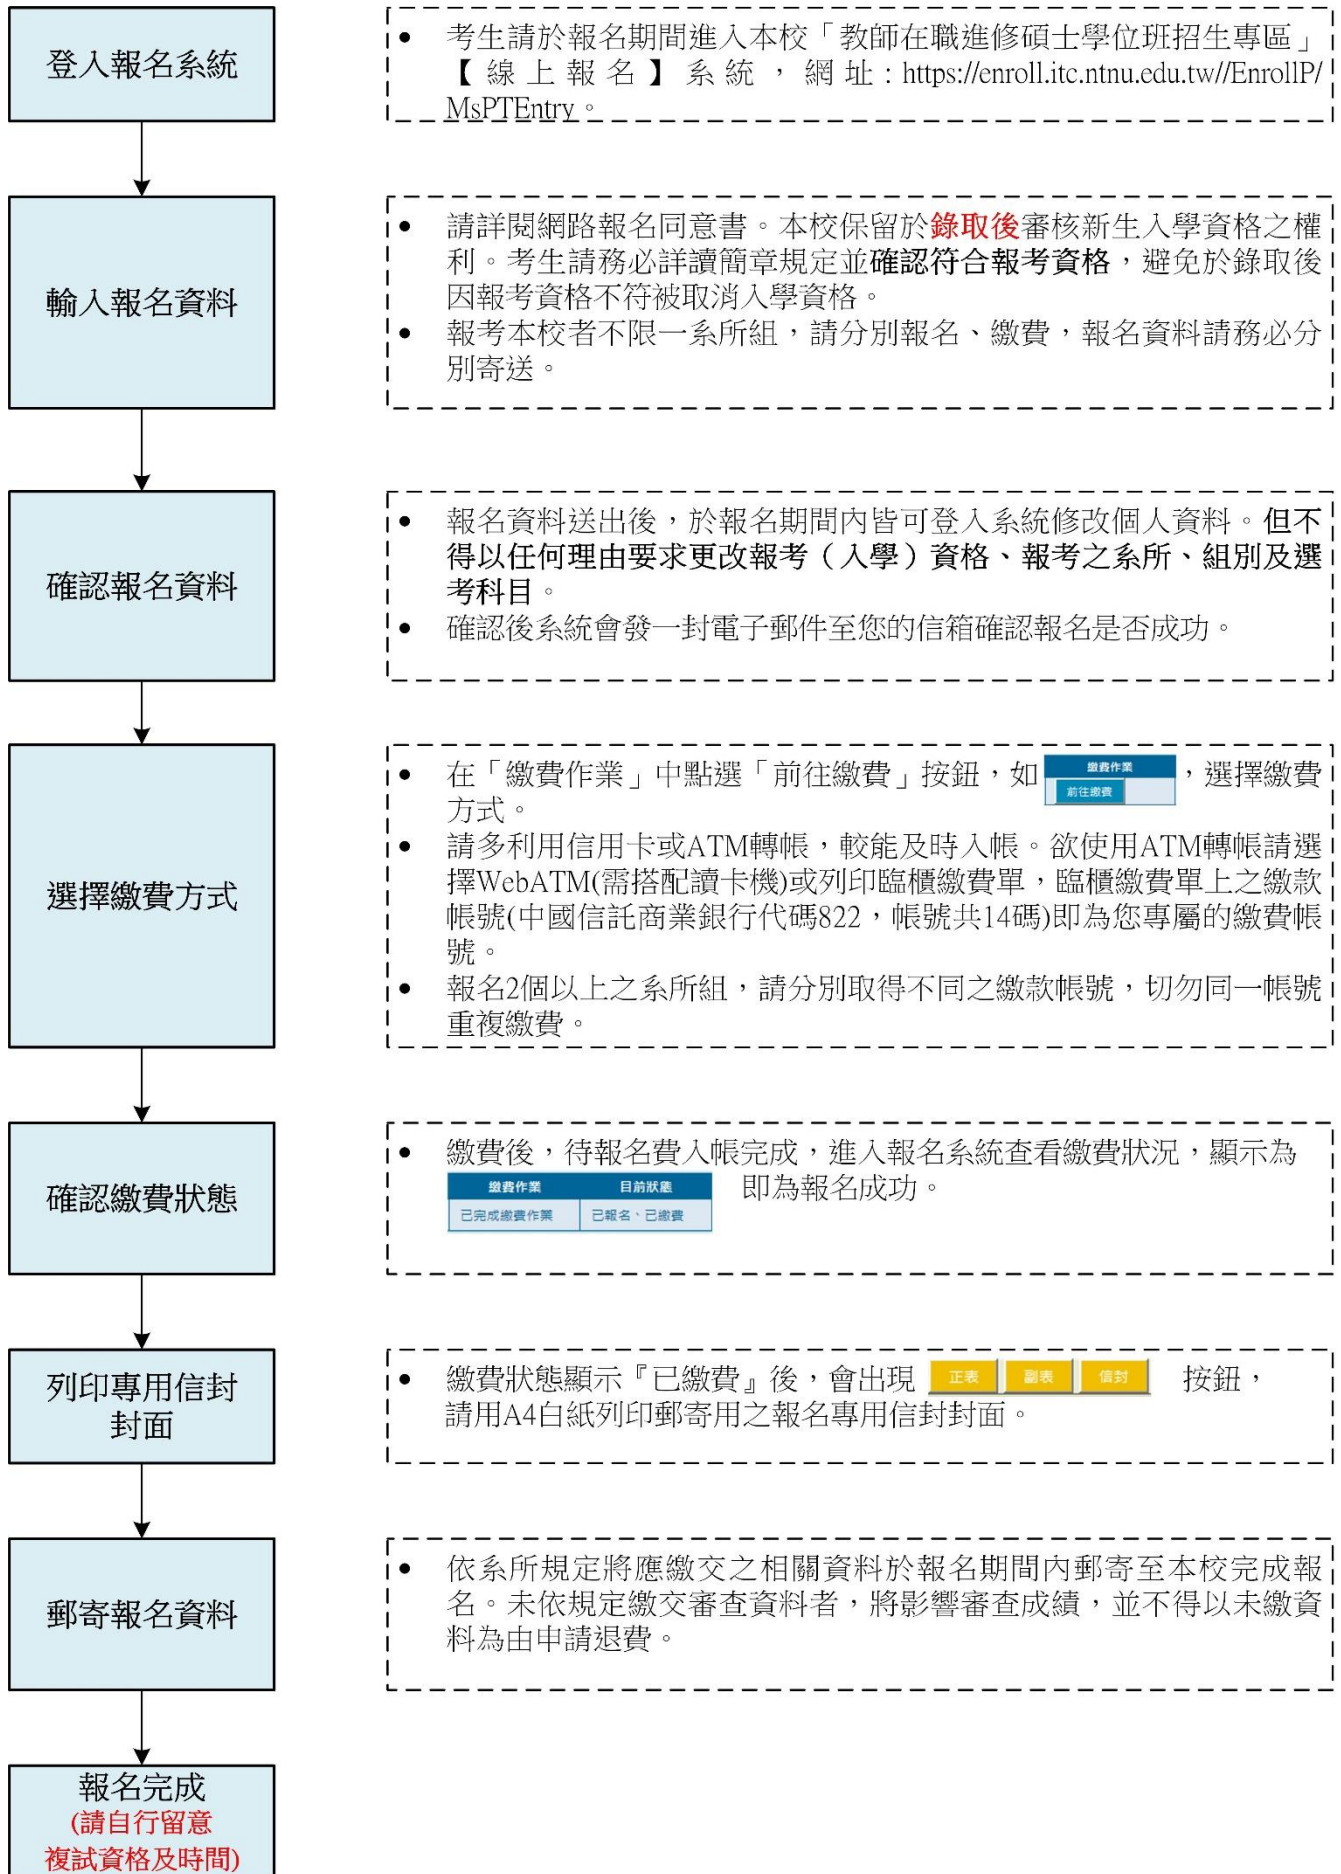 登入報名系統
• 考生請於報名期間進入本校「教師在職進修碩士學位班招生專區」
【線上報名】系統，網址：https://enroll.itc.ntnu.edu.tw//EnrollP/
MsPTEntry。
輸入報名資料
• 請詳閱網路報名同意書。本校保留於錄取後審核新生入學資格之權
利。考生請務必詳讀簡章規定並確認符合報考資格，避免於錄取後
因報考資格不符被取消入學資格。
• 報考本校者不限一系所組，請分別報名、繳費，報名資料請務必分
別寄送。
確認報名資料
• 報名資料送出後，於報名期間內皆可登入系統修改個人資料。但不
得以任何理由要求更改報考（入學）資格、報考之系所、組別及選
考科目。
• 確認後系統會發一封電子郵件至您的信箱確認報名是否成功。
選擇繳費方式
• 在「繳費作業」中點選「前往繳費」按鈕，如 繳費作業 前往繳費 ，選擇繳費
方式。
• 請多利用信用卡或ATM轉帳，較能及時入帳。欲使用ATM轉帳請選
擇WebATM(需搭配讀卡機)或列印臨櫃繳費單，臨櫃繳費單上之繳款
帳號(中國信託商業銀行代碼822，帳號共14碼)即為您專屬的繳費帳
號。
• 報名2個以上之系所組，請分別取得不同之繳款帳號，切勿同一帳號
重複繳費。
確認繳費狀態
• 繳費後，待報名費入帳完成，進入報名系統查看繳費狀況，顯示為
繳費作業 目前狀態 即為報名成功。
已完成繳費作業 已報名、已繳費
列印專用信封
封面
• 繳費狀態顯示『已繳費』後，會出現 正表 副表 信封 按鈕，
請用A4白紙列印郵寄用之報名專用信封封面。
郵寄報名資料
• 依系所規定將應繳交之相關資料於報名期間內郵寄至本校完成報
名。未依規定繳交審查資料者，將影響審查成績，並不得以未繳資
料為由申請退費。
報名完成
(請自行留意
複試資格及時間)